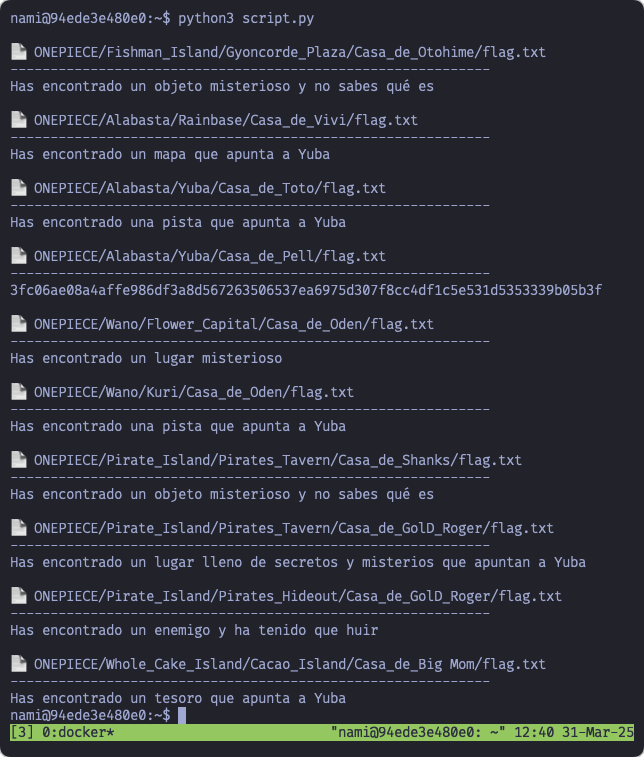 nami@94ede3e480e0:~$ python3 script.py
ONEPIECE/Fishman_Island/Gyoncorde_Plaza/Casa_de_Otohime/flag.txt
------------------------------------------------------------
Has encontrado un objeto misterioso y no sabes qué es
ONEPIECE/Alabasta/Rainbase/Casa_de_Vivi/flag.txt
------------------------------------------------------------
Has encontrado un mapa que apunta a Yuba
ONEPIECE/Alabasta/Yuba/Casa_de_Toto/flag.txt
------------------------------------------------------------
Has encontrado una pista que apunta a Yuba
ONEPIECE/Alabasta/Yuba/Casa_de_Pell/flag.txt
------------------------------------------------------------
3fc06ae08a4affe986df3a8d567263506537ea6975d307f8cc4df1c5e531d5353339b05b3f
ONEPIECE/Wano/Flower_Capital/Casa_de_Oden/flag.txt
------------------------------------------------------------
Has encontrado un lugar misterioso
ONEPIECE/Wano/Kuri/Casa_de_Oden/flag.txt
------------------------------------------------------------
Has encontrado una pista que apunta a Yuba
ONEPIECE/Pirate_Island/Pirates_Tavern/Casa_de_Shanks/flag.txt
------------------------------------------------------------
Has encontrado un objeto misterioso y no sabes qué es
ONEPIECE/Pirate_Island/Pirates_Tavern/Casa_de_GolD_Roger/flag.txt
------------------------------------------------------------
Has encontrado un lugar lleno de secretos y misterios que apuntan a Yuba
ONEPIECE/Pirate_Island/Pirates_Hideout/Casa_de_GolD_Roger/flag.txt
------------------------------------------------------------
Has encontrado un enemigo y ha tenido que huir
ONEPIECE/Whole_Cake_Island/Cacao_Island/Casa_de_Big Mom/flag.txt
------------------------------------------------------------
Has encontrado un tesoro que apunta a Yuba
nami@94ede3e480e0:~$
[3] 0:docker* "nami@94ede3e480e0: ~" 12:40 31-Mar-25